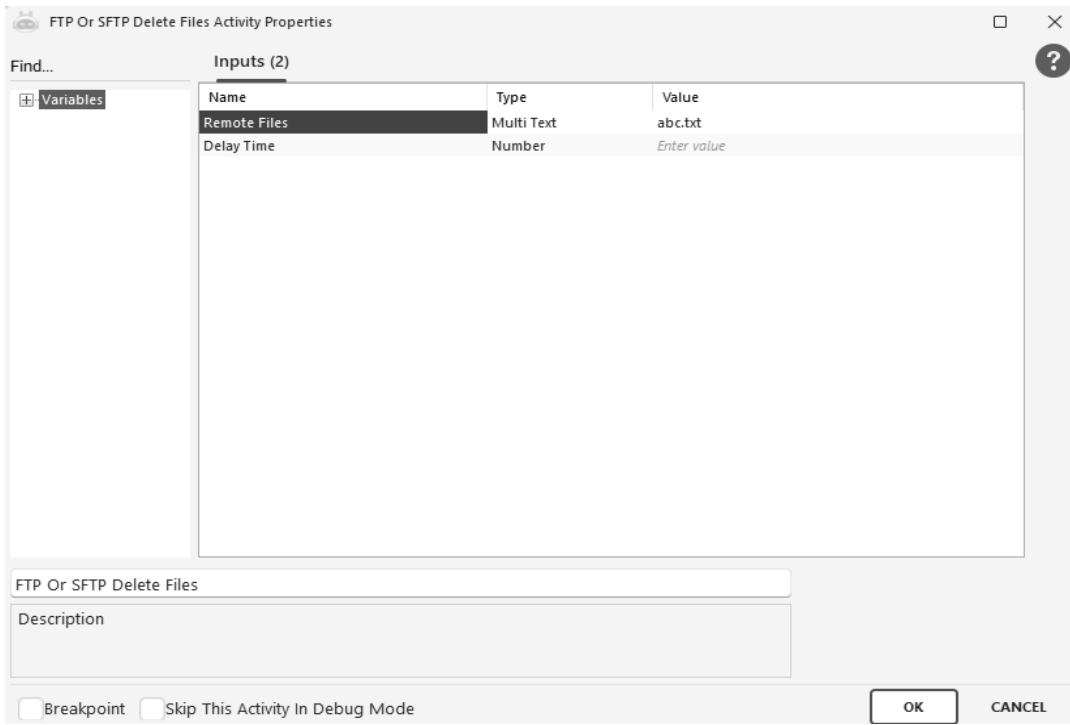 FTP Or SFTP Delete Files Activity Properties
Find...
Inputs (2)
?
Variables
Name Type Value
Remote Files Multi Text abc.txt
Delay Time Number Enter value
FTP Or SFTP Delete Files
Description
Breakpoint Skip This Activity In Debug Mode OK CANCEL